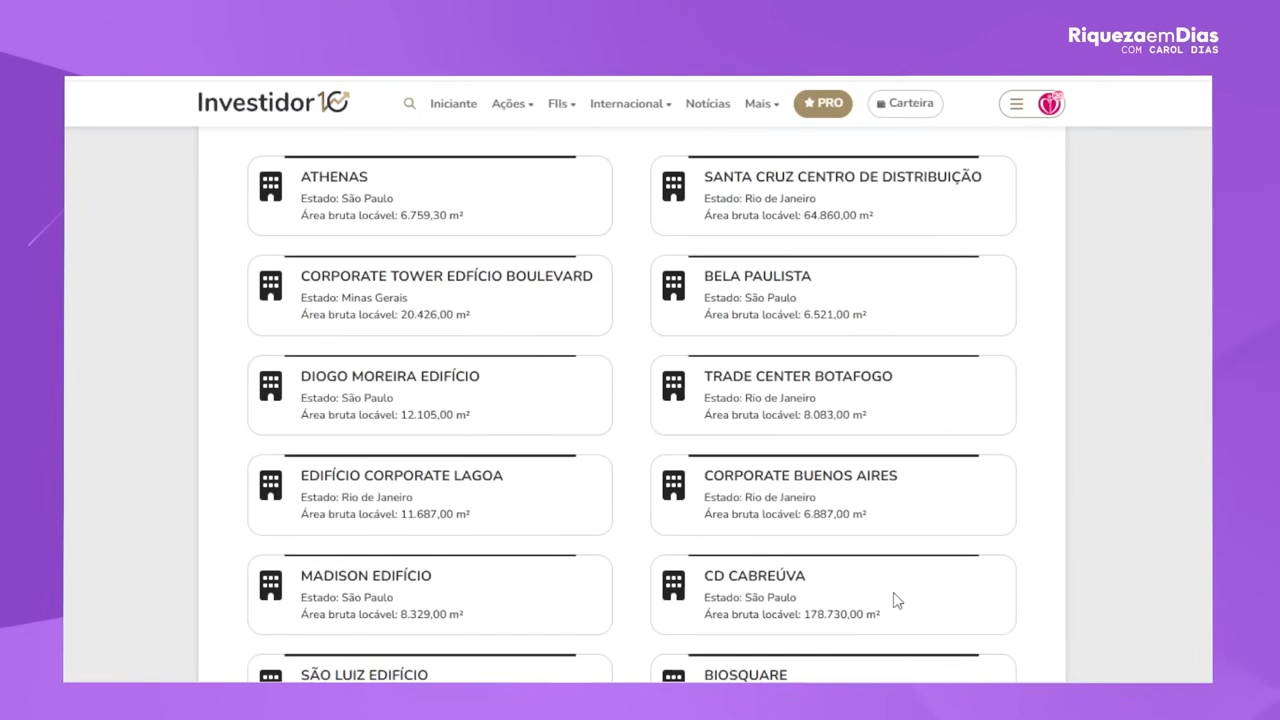 RiquezaemDias
COM CAROL DIAS
Investidor10
Iniciante
Ações
FIIs
Internacional
Notícias
Mais
PRO
Carteira
ATHENAS
Estado: São Paulo
Área bruta locável: 6.759,30 m²
SANTA CRUZ CENTRO DE DISTRIBUIÇÃO
Estado: Rio de Janeiro
Área bruta locável: 64.860,00 m²
CORPORATE TOWER EDFÍCIO BOULEVARD
Estado: Minas Gerais
Área bruta locável: 20.426,00 m²
BELA PAULISTA
Estado: São Paulo
Área bruta locável: 6.521,00 m²
DIOGO MOREIRA EDIFÍCIO
Estado: São Paulo
Área bruta locável: 12.105,00 m²
TRADE CENTER BOTAFOGO
Estado: Rio de Janeiro
Área bruta locável: 8.083,00 m²
EDIFÍCIO CORPORATE LAGOA
Estado: Rio de Janeiro
Área bruta locável: 11.687,00 m²
CORPORATE BUENOS AIRES
Estado: Rio de Janeiro
Área bruta locável: 6.887,00 m²
MADISON EDIFÍCIO
Estado: São Paulo
Área bruta locável: 8.329,00 m²
CD CABREÚVA
Estado: São Paulo
Área bruta locável: 178.730,00 m²
SÃO LUIZ EDIFÍCIO
BIOSQUARE